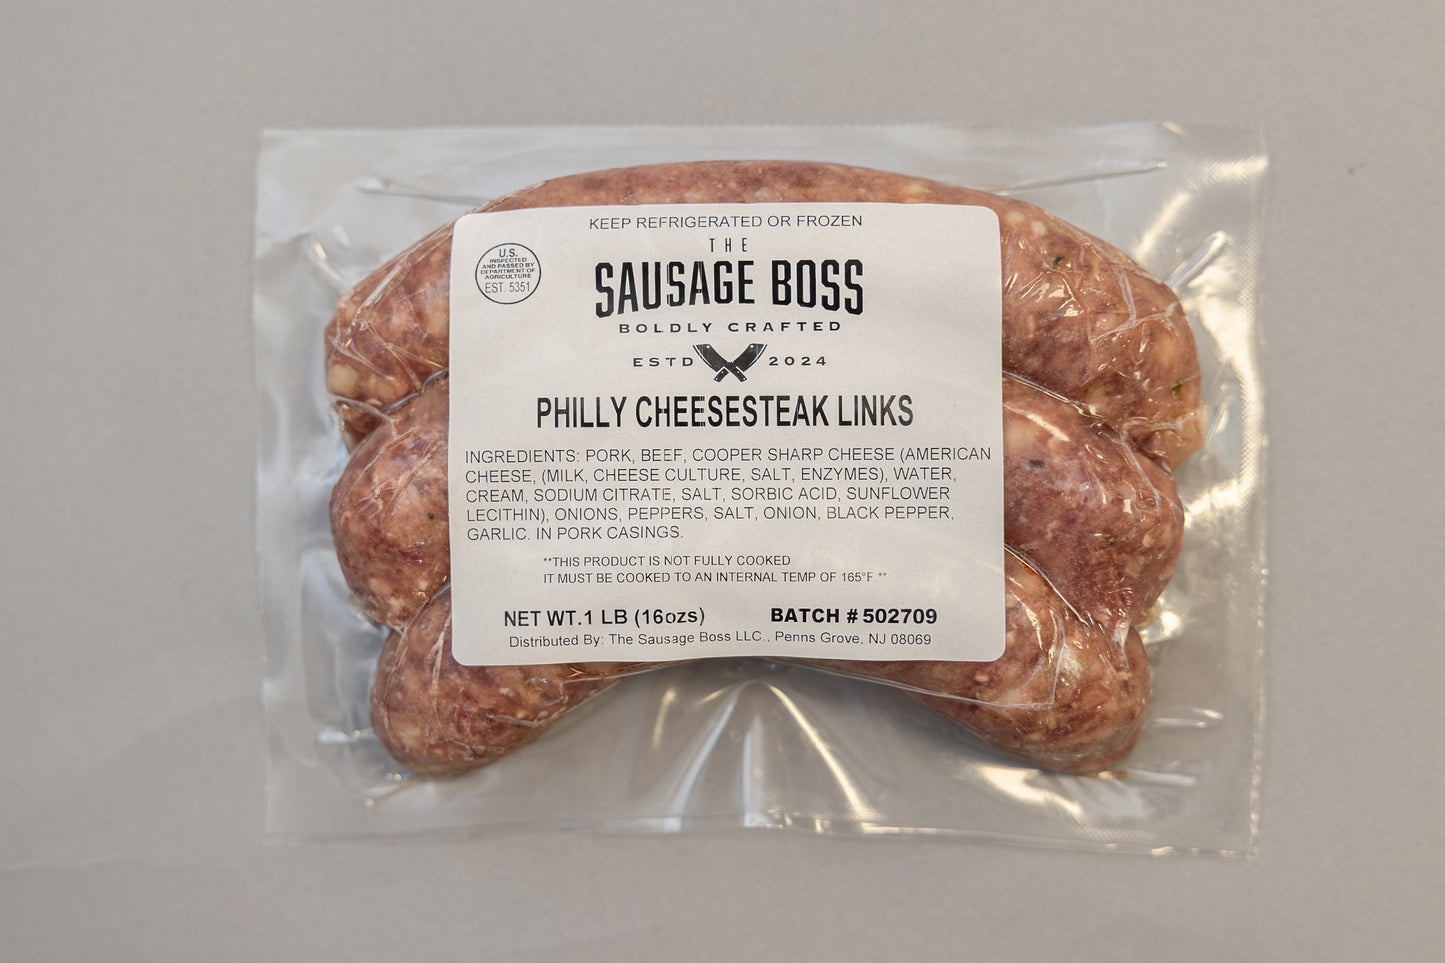 KEEP REFRIGERATED OR FROZEN
U.S.
INSPECTED
AND PASSED BY
DEPARTMENT OF
AGRICULTURE
EST. 5351
THE
SAUSAGE BOSS
BOLDLY CRAFTED
ESTD 2024
PHILLY CHEESESTEAK LINKS
INGREDIENTS: PORK, BEEF, COOPER SHARP CHEESE (AMERICAN
CHEESE, (MILK, CHEESE CULTURE, SALT, ENZYMES), WATER,
CREAM, SODIUM CITRATE, SALT, SORBIC ACID, SUNFLOWER
LECITHIN), ONIONS, PEPPERS, SALT, ONION, BLACK PEPPER,
GARLIC. IN PORK CASINGS.
**THIS PRODUCT IS NOT FULLY COOKED
IT MUST BE COOKED TO AN INTERNAL TEMP OF 165°F.**
NET WT.1 LB (16ozs) BATCH # 502709
Distributed By: The Sausage Boss LLC., Penns Grove, NJ 08069